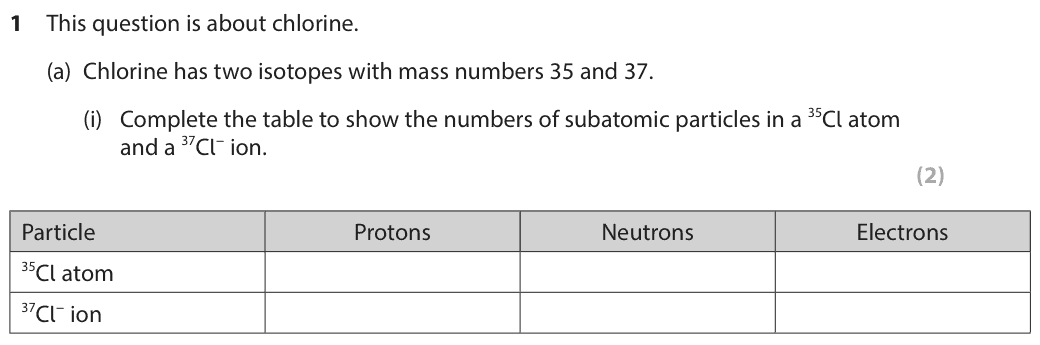 1 This question is about chlorine.
(a) Chlorine has two isotopes with mass numbers 35 and 37.
(i) Complete the table to show the numbers of subatomic particles in a ³⁵Cl atom
and a ³⁷Cl⁻ ion.
(2)
Particle Protons Neutrons Electrons
³⁵Cl atom
³⁷Cl⁻ ion